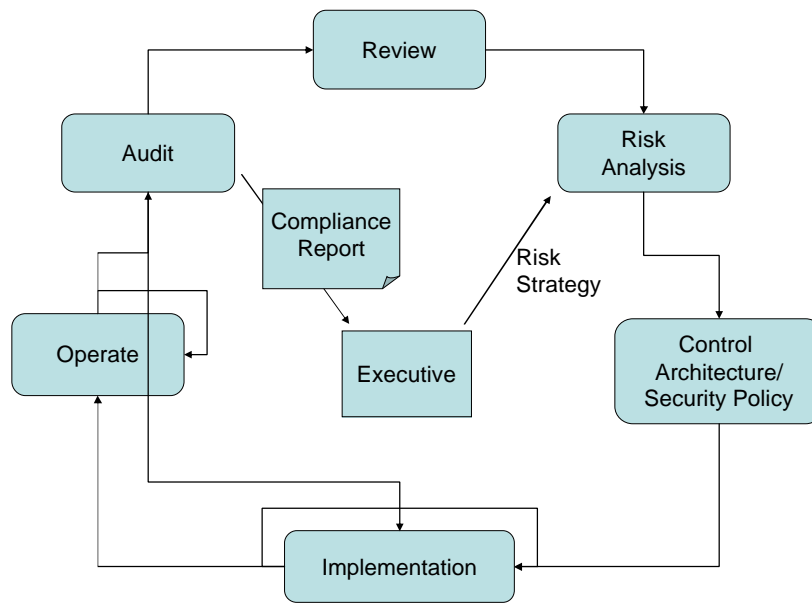 Review
Audit
Risk
Analysis
Compliance
Report
Risk
Strategy
Operate
Executive
Control
Architecture/
Security Policy
Implementation